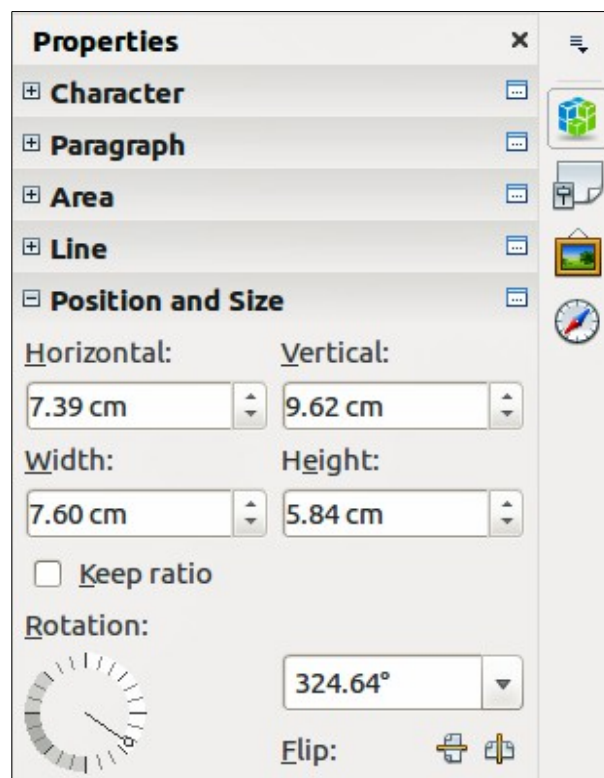 Properties
Character
Paragraph
Area
Line
Position and Size
Horizontal: Vertical:
7.39 cm 9.62 cm
Width: Height:
7.60 cm 5.84 cm
Keep ratio
Rotation:
324.64°
Flip: